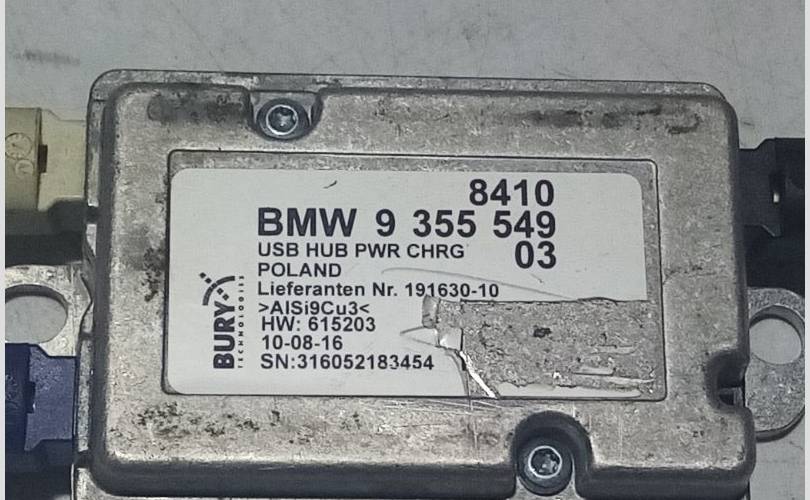 8410
BMW 9 355 549
USB HUB PWR CHRG 03
POLAND
Lieferanten Nr. 191630-10
>AlSi9Cu3<
HW: 615203
10-08-16
SN:316052183454
BURY
TECHNOLOGIES